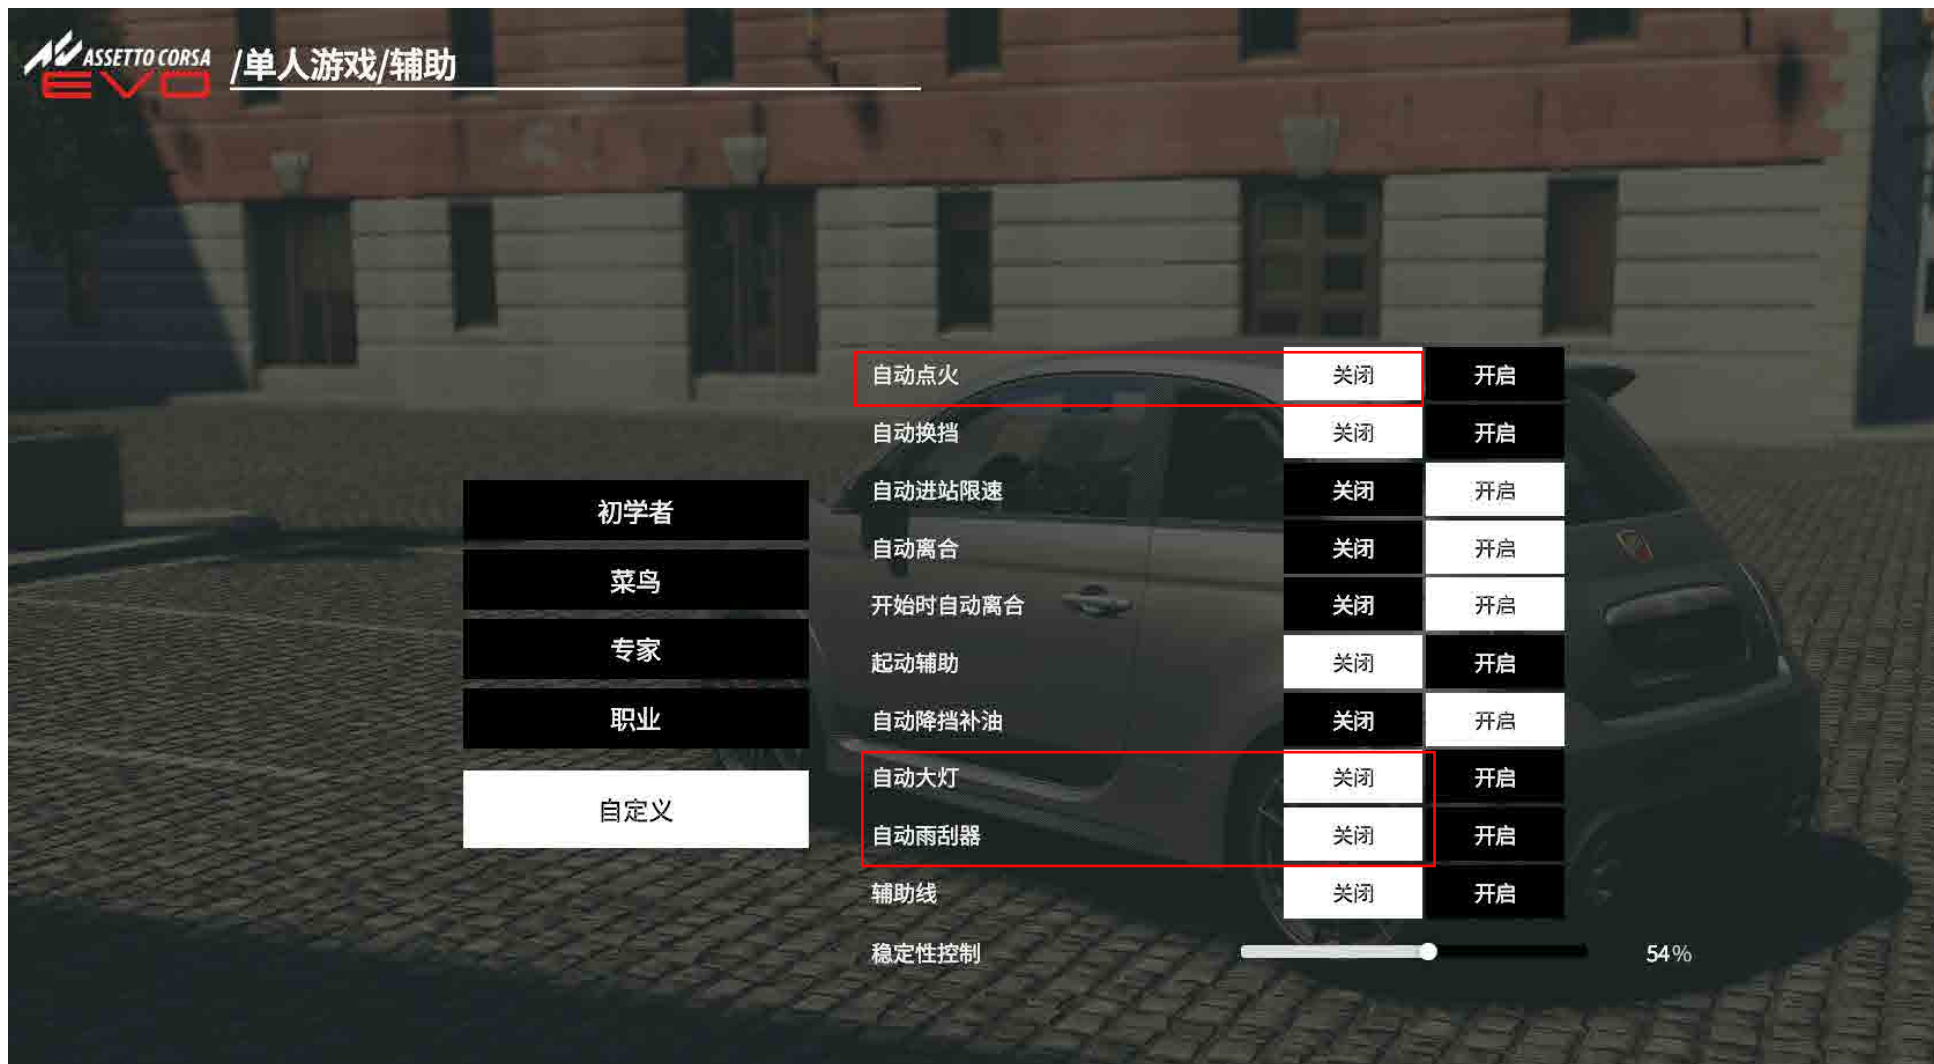 ASSETTO CORSA
EVO
/单人游戏/辅助
初学者
菜鸟
专家
职业
自定义
自动点火 关闭 开启
自动换挡 关闭 开启
自动进站限速 关闭 开启
自动离合 关闭 开启
开始时自动离合 关闭 开启
起动辅助 关闭 开启
自动降挡补油 关闭 开启
自动大灯 关闭 开启
自动雨刮器 关闭 开启
辅助线 关闭 开启
稳定性控制 54%